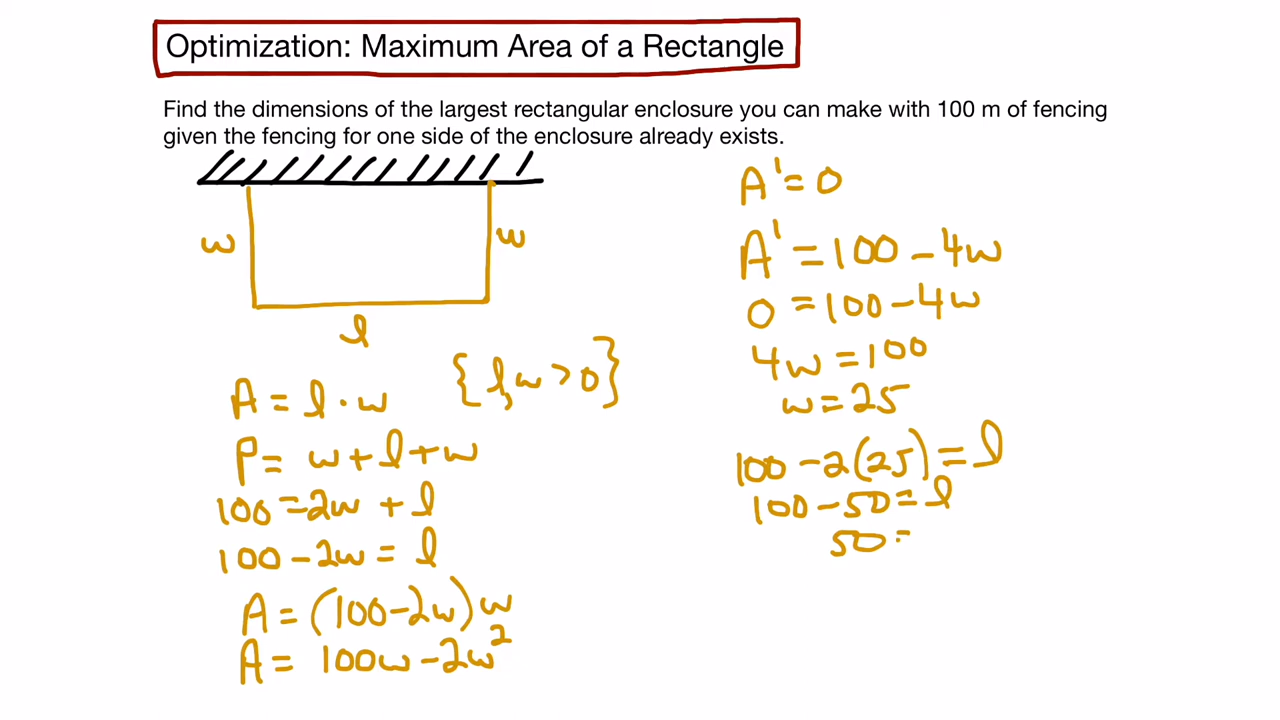 Optimization: Maximum Area of a Rectangle
Find the dimensions of the largest rectangular enclosure you can make with 100 m of fencing
given the fencing for one side of the enclosure already exists.
w
w
l
{l,w > 0}
A = l · w
P = w + l + w
100 = 2w + l
100 - 2w = l
A = (100 - 2w) w
A = 100w - 2w²
A' = 0
A' = 100 - 4w
0 = 100 - 4w
4w = 100
w = 25
100 - 2(25) = l
100 - 50 = l
50 =